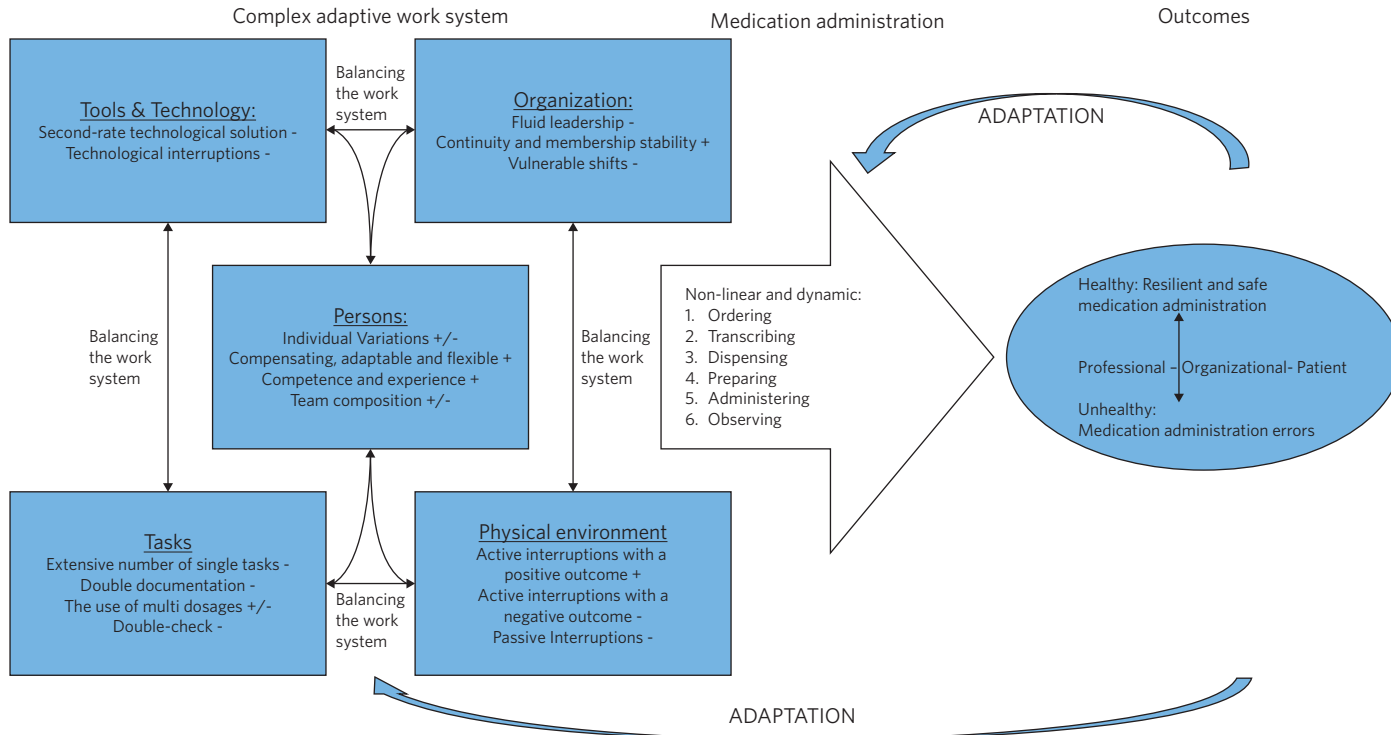 Complex adaptive work system
Medication administration
Outcomes
Tools & Technology:
Second-rate technological solution -
Technological interruptions -
Balancing
the work
system
Organization:
Fluid leadership -
Continuity and membership stability +
Vulnerable shifts -
ADAPTATION
Balancing
the work
system
Persons:
Individual Variations +/-
Compensating, adaptable and flexible +
Competence and experience +
Team composition +/-
Balancing
the work
system
Non-linear and dynamic:
1. Ordering
2. Transcribing
3. Dispensing
4. Preparing
5. Administering
6. Observing
Healthy: Resilient and safe
medication administration
Professional – Organizational- Patient
Unhealthy:
Medication administration errors
Tasks
Extensive number of single tasks -
Double documentation -
The use of multi dosages +/-
Double-check -
Balancing
the work
system
Physical environment
Active interruptions with a
positive outcome +
Active interruptions with a
negative outcome -
Passive Interruptions -
ADAPTATION